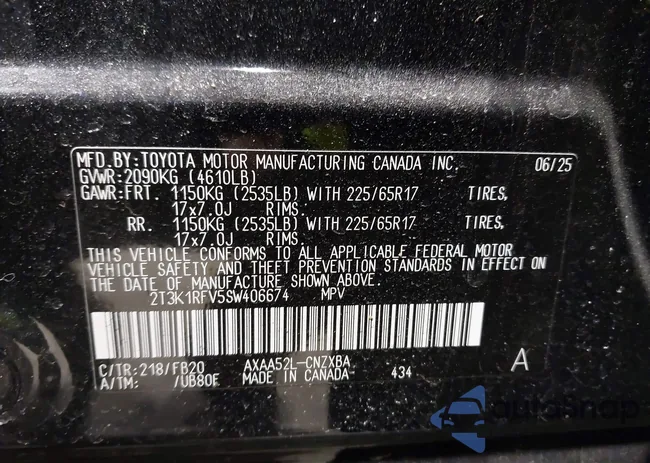 MFD.BY:TOYOTA MOTOR MANUFACTURING CANADA INC. 06/25
GVWR:2090KG (4610LB)
GAWR:FRT. 1150KG (2535LB) WITH 225/65R17 TIRES,
17x7.0J RIMS.
RR. 1150KG (2535LB) WITH 225/65R17 TIRES,
17x7.0J RIMS.
THIS VEHICLE CONFORMS TO ALL APPLICABLE FEDERAL MOTOR
VEHICLE SAFETY AND THEFT PREVENTION STANDARDS IN EFFECT ON
THE DATE OF MANUFACTURE SHOWN ABOVE.
2T3K1RFV5SW406674 MPV
C/TR:218/FB20 AXAA52L-CNZXBA A
A/TM: /UB80F MADE IN CANADA 434
autoSnap